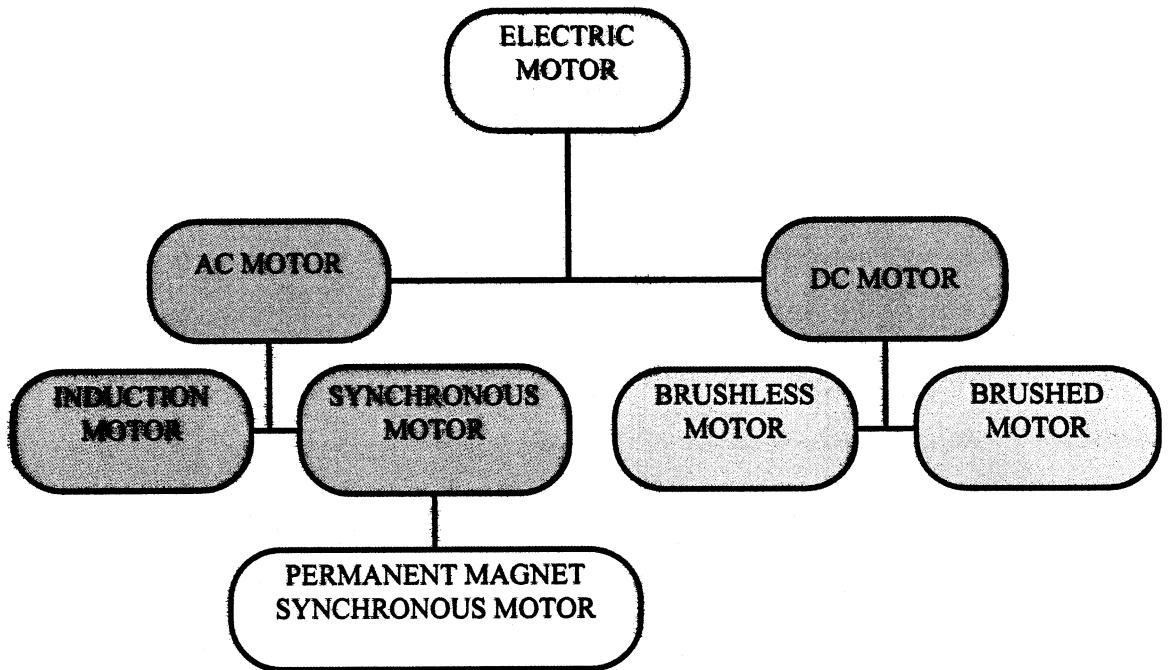 ELECTRIC
MOTOR
AC MOTOR
DC MOTOR
INDUCTION
MOTOR
SYNCHRONOUS
MOTOR
BRUSHLESS
MOTOR
BRUSHED
MOTOR
PERMANENT MAGNET
SYNCHRONOUS MOTOR